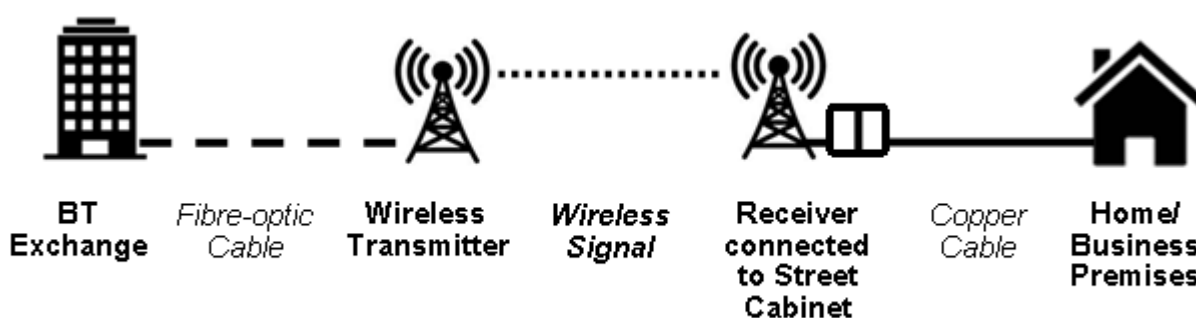 BT
Exchange
Fibre-optic
Cable
Wireless
Transmitter
Wireless
Signal
Receiver
connected
to Street
Cabinet
Copper
Cable
Home/
Business
Premises